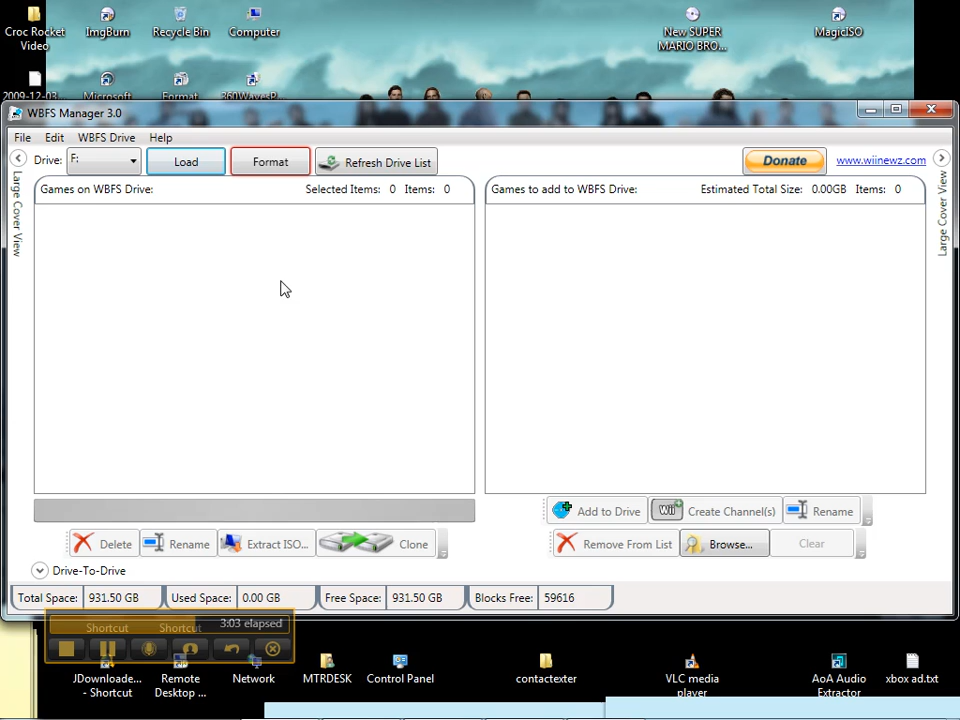 Croc Rocket
Video
ImgBurn
Recycle Bin
Computer
New SUPER
MARIO BRO...
MagicISO
2009-12-03...
Microsoft
Format
360WavesP...
WBFS Manager 3.0
File Edit WBFS Drive Help
Drive: F: Load Format Refresh Drive List Donate www.wiinewz.com
Large Cover View
Games on WBFS Drive: Selected Items: 0 Items: 0
Games to add to WBFS Drive: Estimated Total Size: 0.00GB Items: 0
Large Cover View
Add to Drive Wii Create Channel(s) Rename
Delete Rename Extract ISO... Clone
Remove From List Browse... Clear
Drive-To-Drive
Total Space: 931.50 GB Used Space: 0.00 GB Free Space: 931.50 GB Blocks Free: 59616
Shortcut Shortcut 3:03 elapsed
JDownloade...
- Shortcut
Remote
Desktop ...
Network
MTRDESK
Control Panel
contactexter
VLC media
player
AoA Audio
Extractor
xbox ad.txt